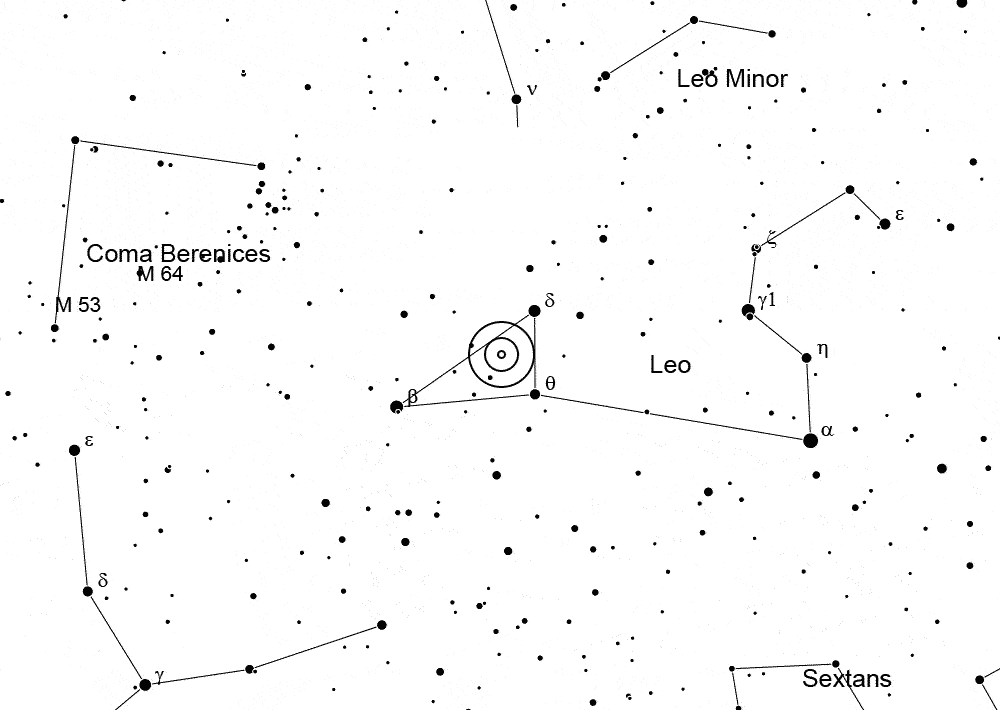 Leo Minor
ν
ε
ζ
Coma Berenices
M 64
M 53
δ
γ1
η
Leo
θ
β
α
ε
δ
γ
Sextans